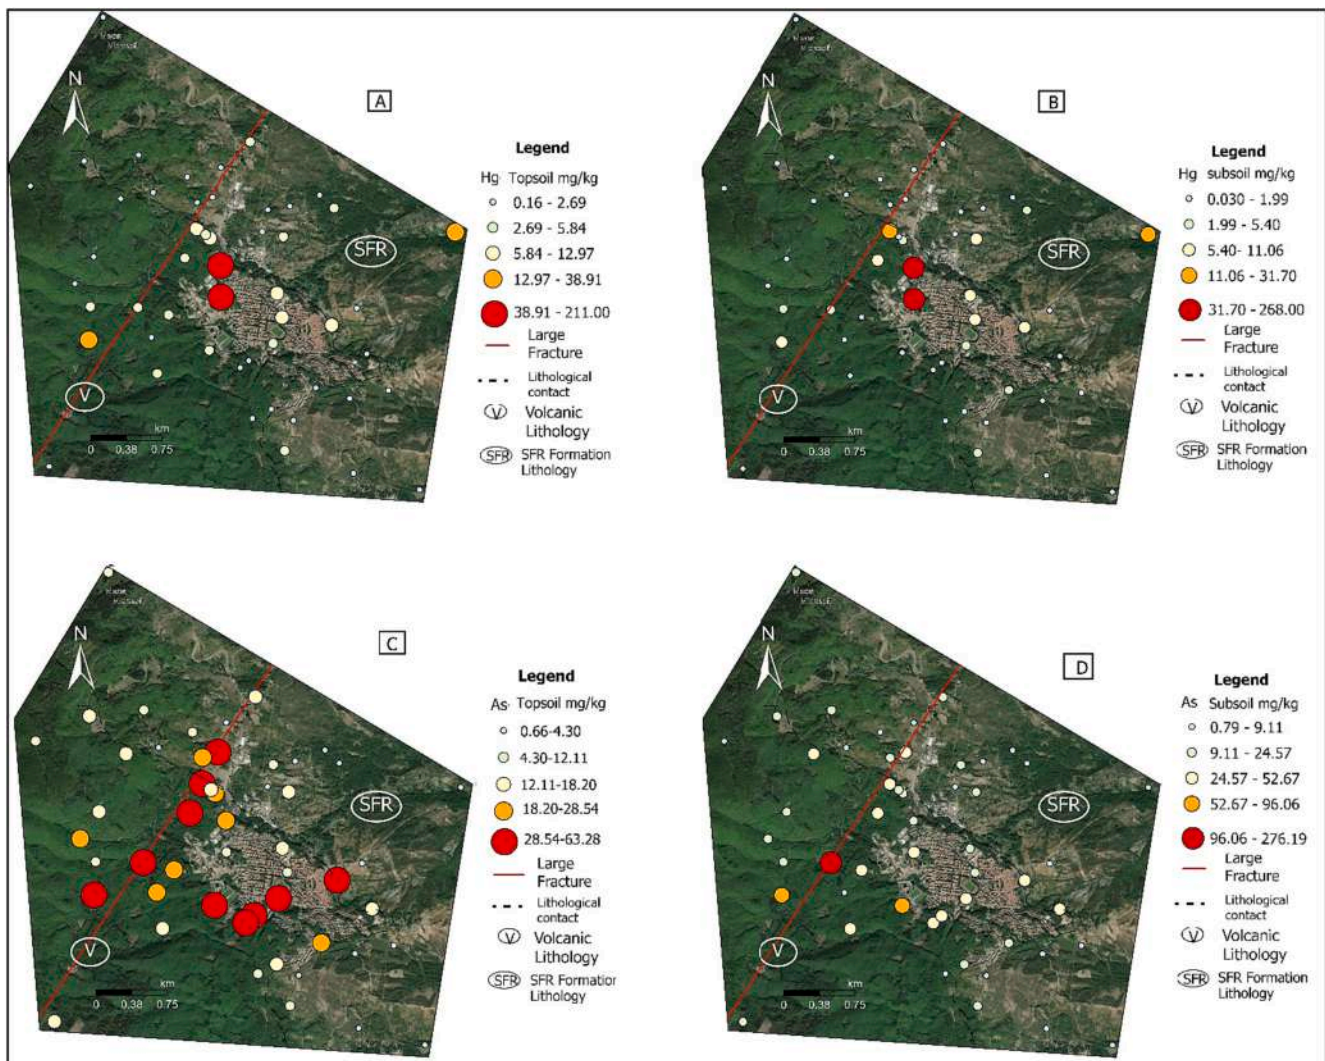 N
A
Legend
Hg Topsoil mg/kg
0.16 - 2.69
2.69 - 5.84
5.84 - 12.97
12.97 - 38.91
38.91 - 211.00
Large
Fracture
Lithological
contact
V Volcanic
Lithology
SFR SFR Formation
Lithology
SFR
V
km
0 0.38 0.75
Microsoft
N
B
Legend
Hg subsoil mg/kg
0.030 - 1.99
1.99 - 5.40
5.40- 11.06
11.06 - 31.70
31.70 - 268.00
Large
Fracture
Lithological
contact
V Volcanic
Lithology
SFR SFR Formation
Lithology
SFR
V
km
0 0.38 0.75
Microsoft
N
C
Legend
As Topsoil mg/kg
0.66-4.30
4.30-12.11
12.11-18.20
18.20-28.54
28.54-63.28
Large
Fracture
Lithological
contact
V Volcanic
Lithology
SFR SFR Formation
Lithology
SFR
V
km
0 0.38 0.75
Microsoft
N
D
Legend
As Subsoil mg/kg
0.79 - 9.11
9.11 - 24.57
24.57 - 52.67
52.67 - 96.06
96.06 - 276.19
Large
Fracture
Lithological
contact
V Volcanic
Lithology
SFR SFR Formation
Lithology
SFR
V
km
0 0.38 0.75
Microsoft